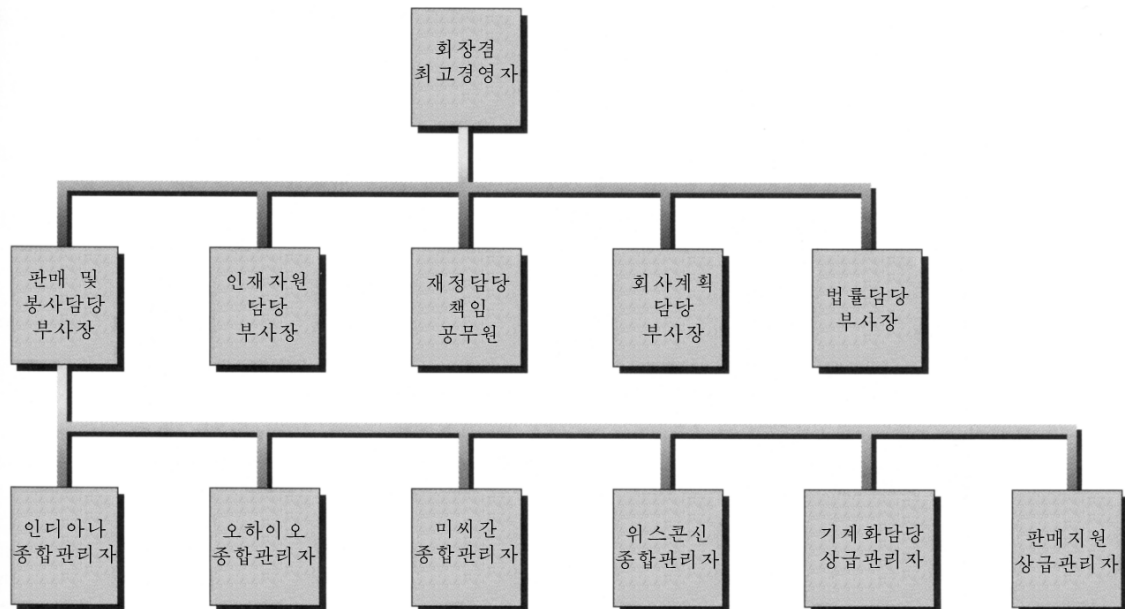 회장겸
최고경영자
판매 및
봉사담당
부사장
인재자원
담당
부사장
재정담당
책임
공무원
회사계획
담당
부사장
법률담당
부사장
인디아나
종합관리자
오하이오
종합관리자
미씨간
종합관리자
위스콘신
종합관리자
기계화담당
상급관리자
판매지원
상급관리자